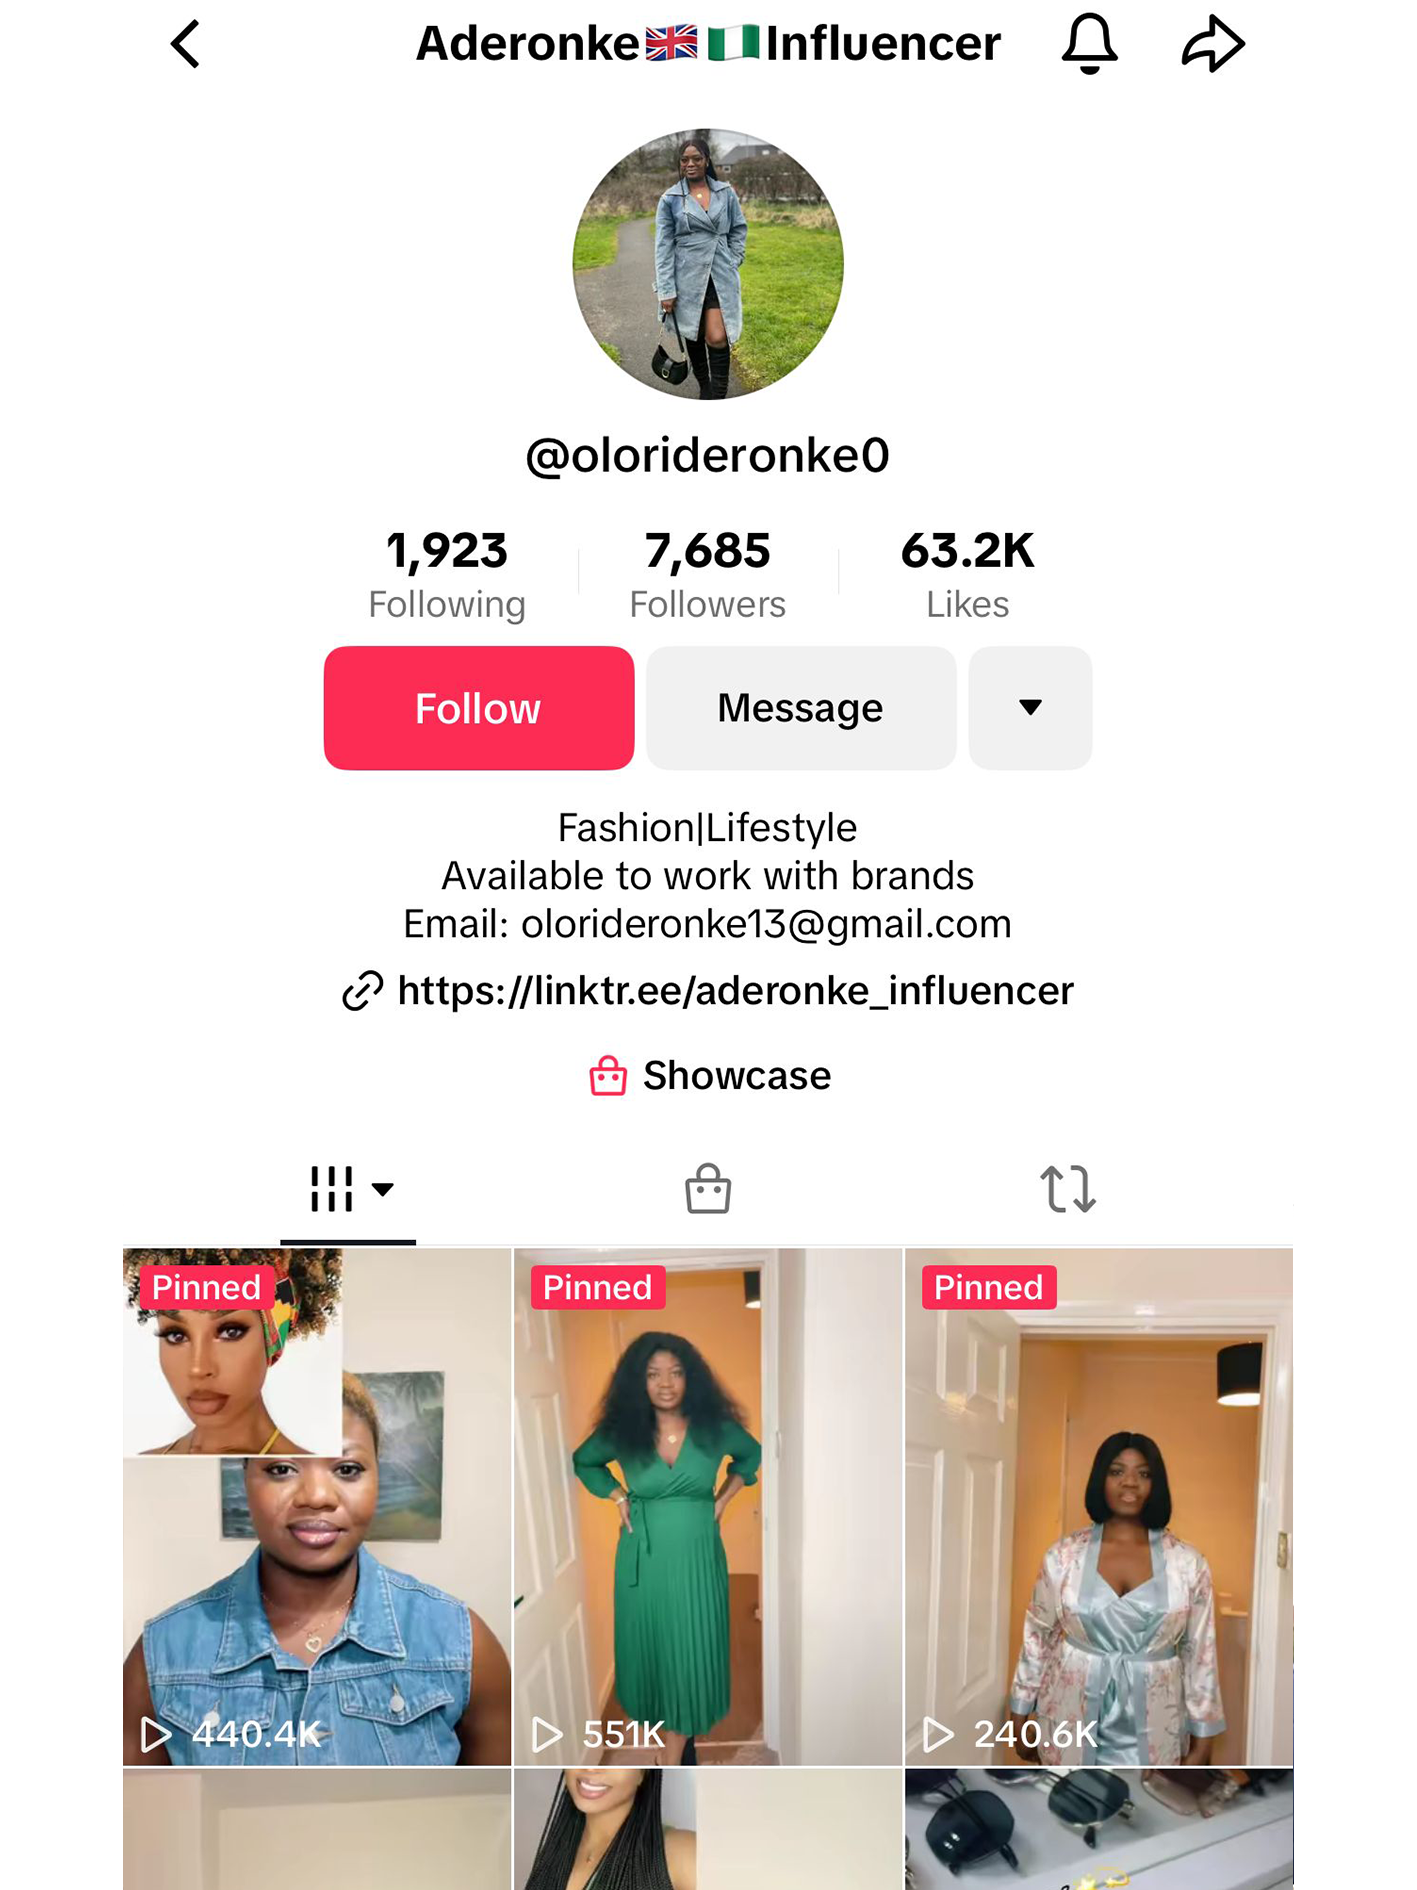 Aderonke🇬🇧🇳🇬Influencer
@olorideronke0
1,923 7,685 63.2K
Following Followers Likes
Follow Message
Fashion|Lifestyle
Available to work with brands
Email: olorideronke13@gmail.com
https://linktr.ee/aderonke_influencer
Showcase
Pinned Pinned Pinned
440.4K 551K 240.6K